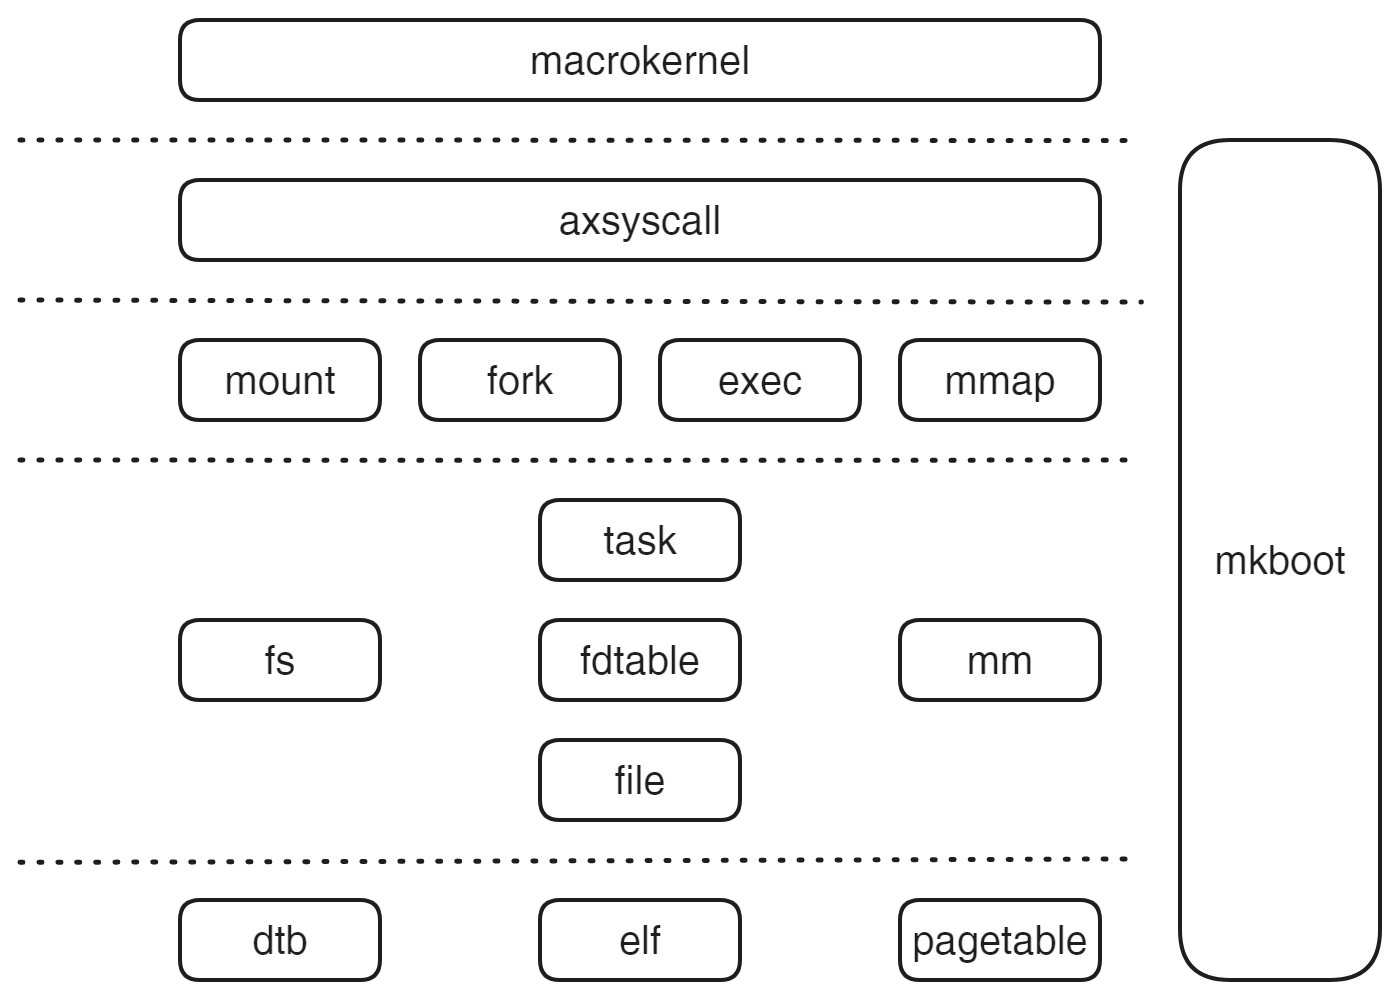 macrokernel
axsyscall
mount
fork
exec
mmap
task
fs
fdtable
mm
file
mkboot
dtb
elf
pagetable